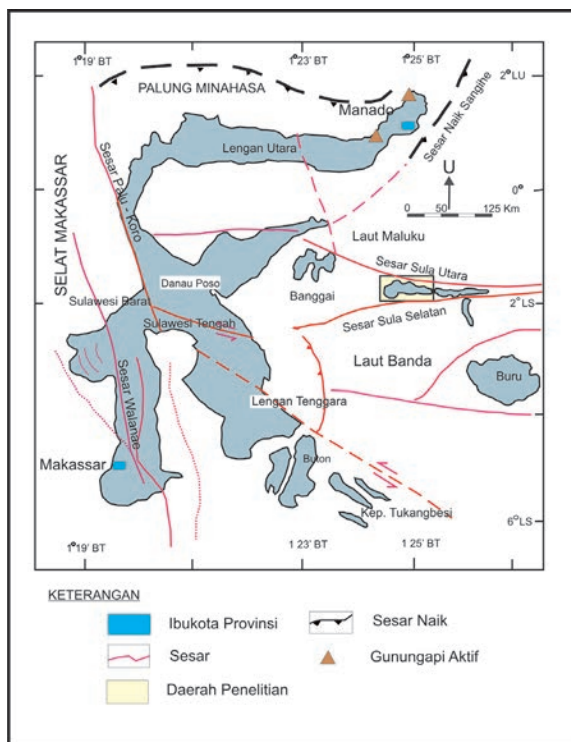 1° 19' BT
1° 23' BT
1° 25' BT
2° LU
PALUNG MINAHASA
Manado
Sesar Naik Sangihe
Lengan Utara
U
Sesar Palu - Koro
0°
0 50 125 Km
SELAT MAKASSAR
Laut Maluku
Sesar Sula Utara
Danau Poso
Banggai
Sulawesi Barat
2° LS
Sulawesi Tengah
Sesar Sula Selatan
Laut Banda
Buru
Sesar Walanae
Lengan Tenggara
Makassar
Buton
Kep. Tukangbesi
6° LS
1° 19' BT
1 23' BT
1° 25' BT
KETERANGAN
Ibukota Provinsi
Sesar Naik
Sesar
Gunungapi Aktif
Daerah Penelitian